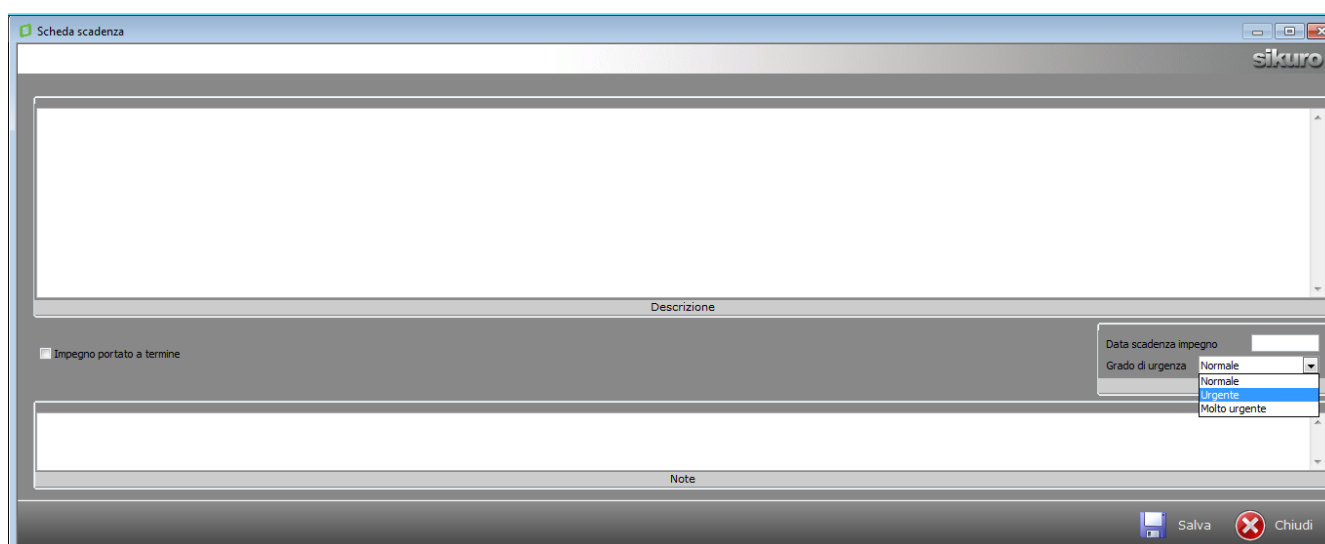 Scheda scadenza
sikuro
Descrizione
Impegno portato a termine
Data scadenza impegno
Grado di urgenza Normale
Normale
Urgente
Molto urgente
Note
Salva Chiudi